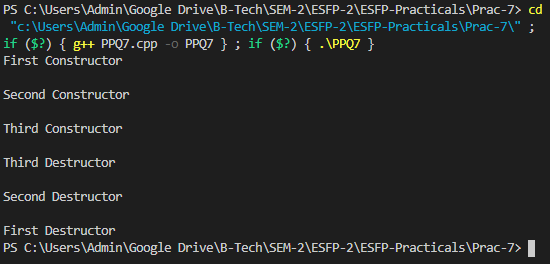 PS C:\Users\Admin\Google Drive\B-Tech\SEM-2\ESFP-2\ESFP-Practicals\Prac-7> cd
"c:\Users\Admin\Google Drive\B-Tech\SEM-2\ESFP-2\ESFP-Practicals\Prac-7\" ;
if ($?) { g++ PPQ7.cpp -o PPQ7 } ; if ($?) { .\PPQ7 }
First Constructor
Second Constructor
Third Constructor
Third Destructor
Second Destructor
First Destructor
PS C:\Users\Admin\Google Drive\B-Tech\SEM-2\ESFP-2\ESFP-Practicals\Prac-7>